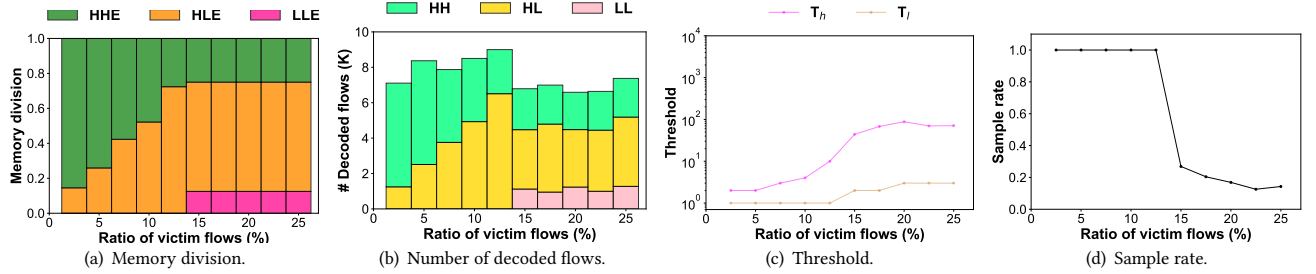 HHE HLE LLE
Memory division
1.0
0.8
0.6
0.4
0.2
0.0
0 5 10 15 20 25
Ratio of victim flows (%)
(a) Memory division.
HH HL LL
# Decoded flows (K)
10
8
6
4
2
0
0 5 10 15 20 25
Ratio of victim flows (%)
(b) Number of decoded flows.
T_h T_l
Threshold
10^4
10^3
10^2
10^1
10^0
0 5 10 15 20 25
Ratio of victim flows (%)
(c) Threshold.
Sample rate
1.0
0.8
0.6
0.4
0.2
0.0
0 5 10 15 20 25
Ratio of victim flows (%)
(d) Sample rate.